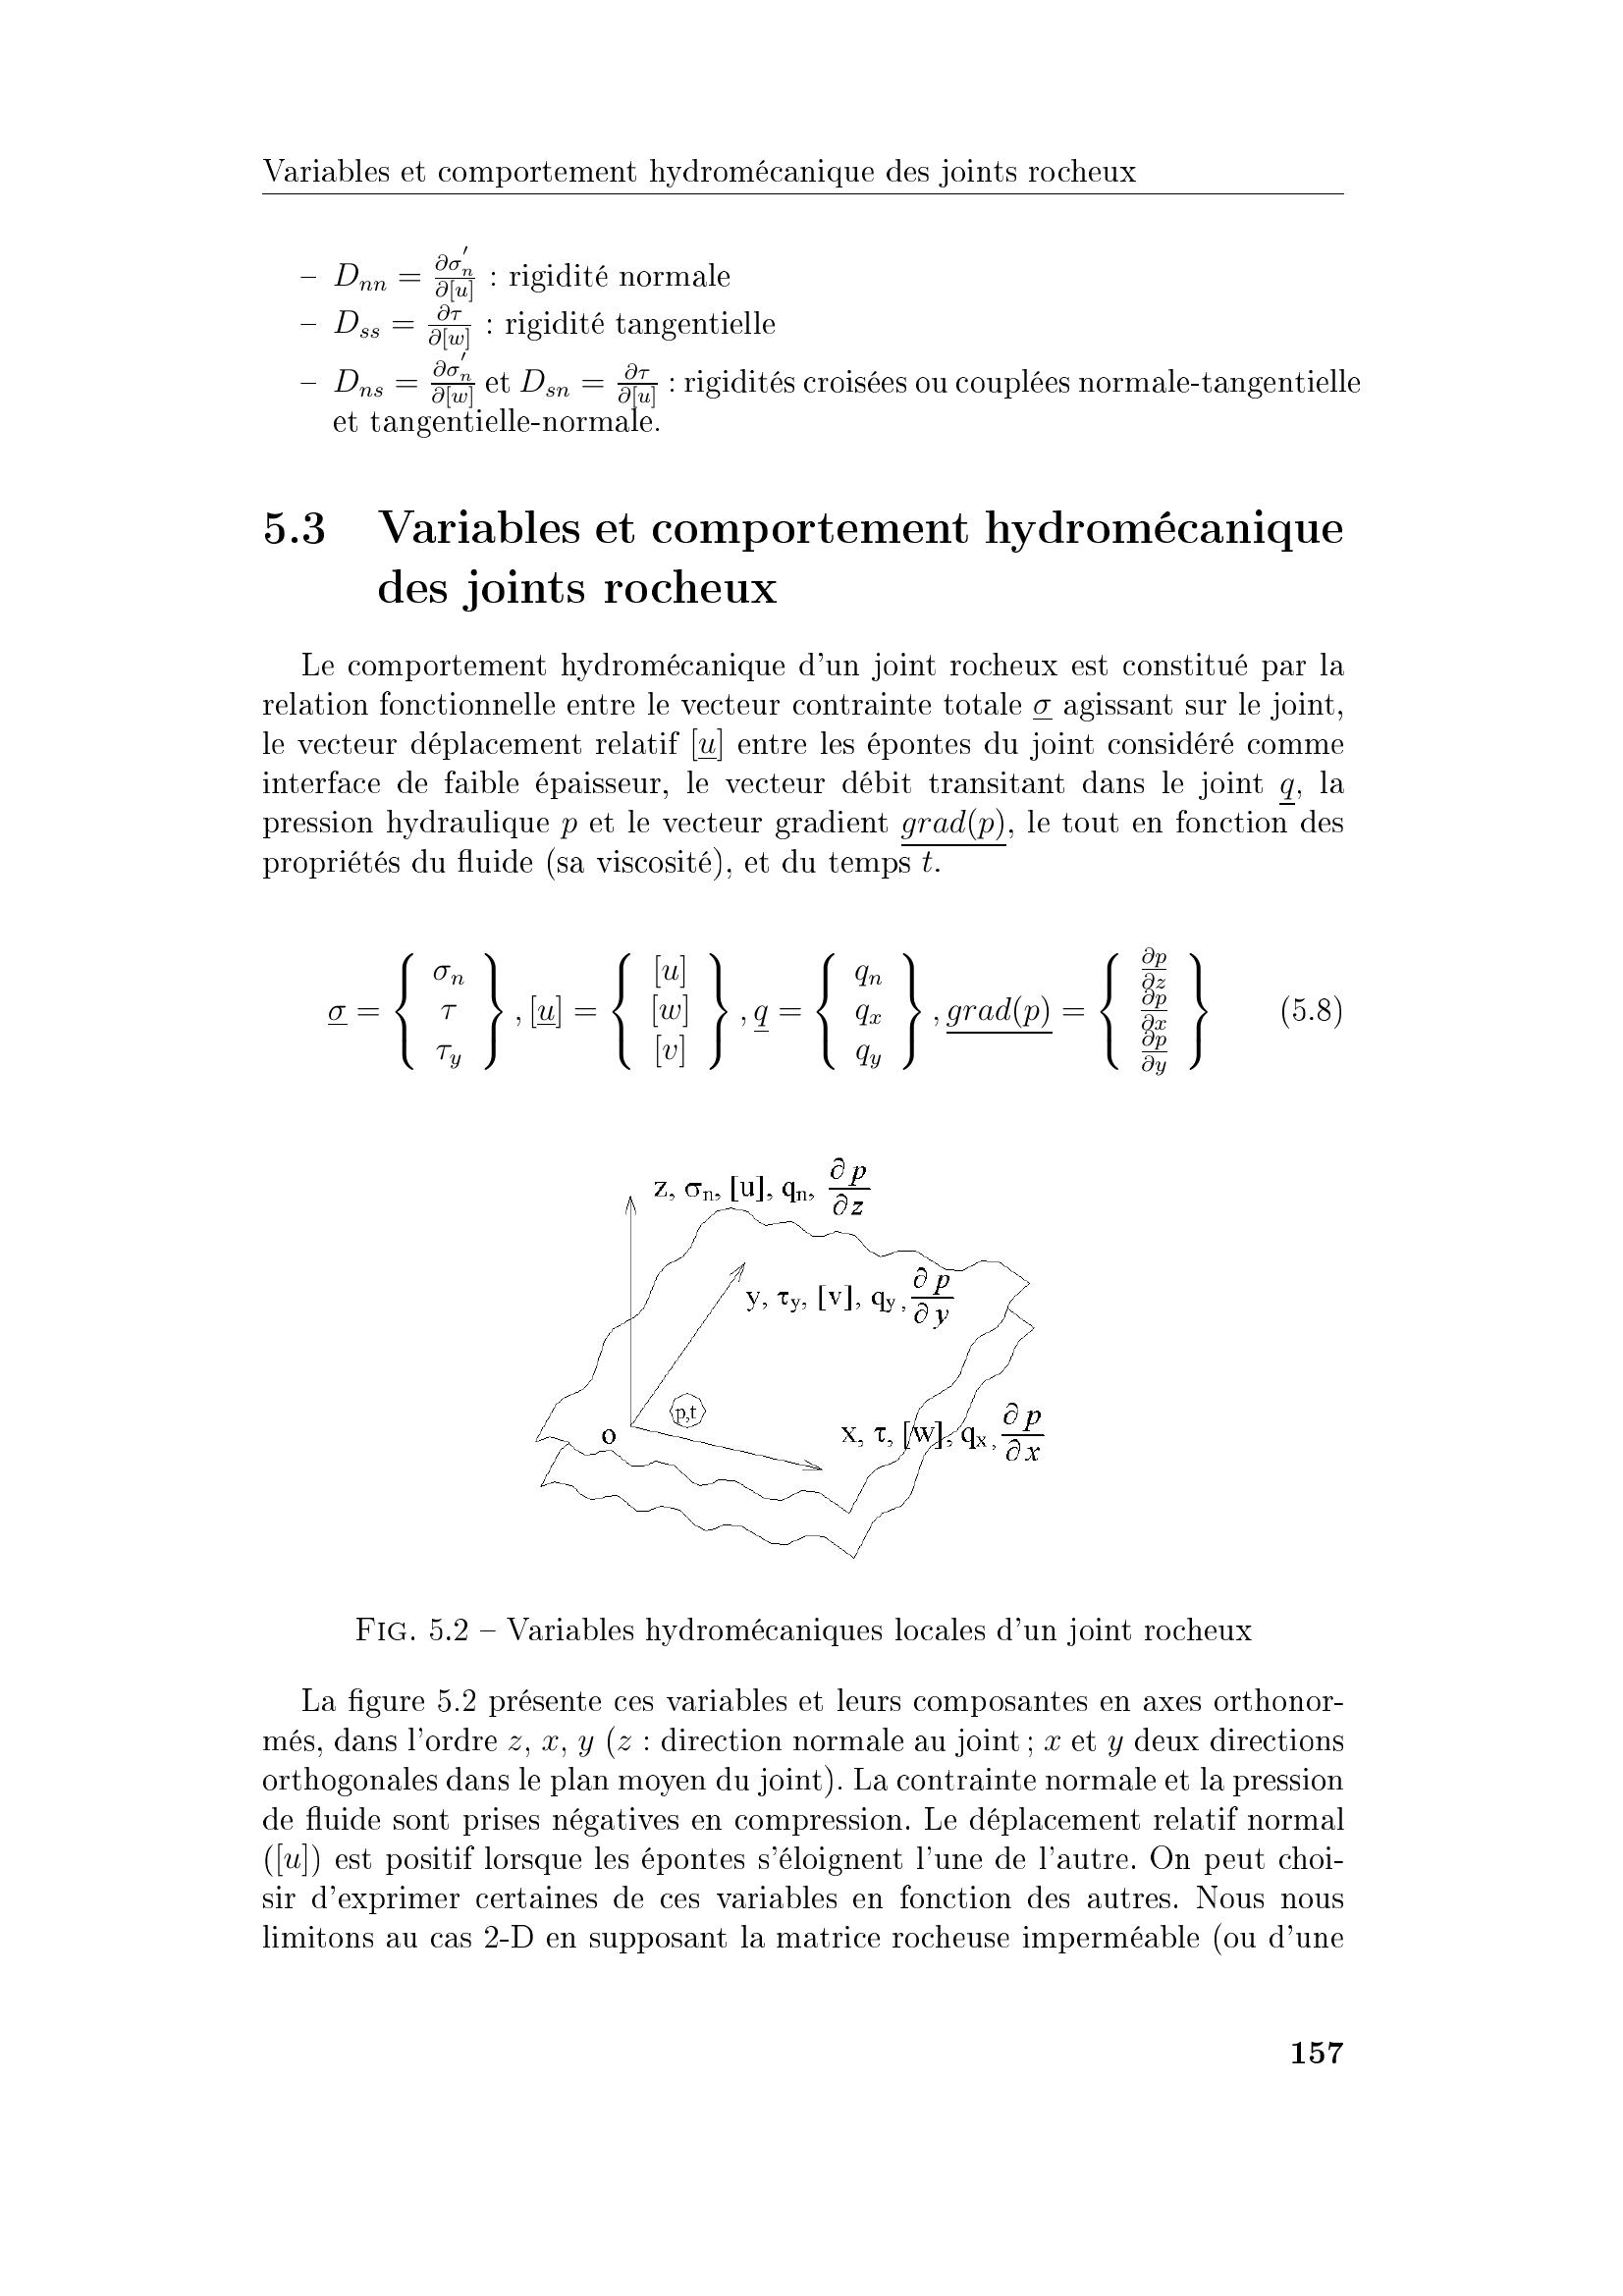 Variables et comportement hydromécanique des joints rocheux
– $D_{nn} = \frac{\partial \sigma_n^{'}}{\partial [u]}$ : rigidité normale
– $D_{ss} = \frac{\partial \tau}{\partial [w]}$ : rigidité tangentielle
– $D_{ns} = \frac{\partial \sigma_n^{'}}{\partial [w]}$ et $D_{sn} = \frac{\partial \tau}{\partial [u]}$ : rigidités croisées ou couplées normale-tangentielle
et tangentielle-normale.
5.3 Variables et comportement hydromécanique
des joints rocheux
Le comportement hydromécanique d'un joint rocheux est constitué par la
relation fonctionnelle entre le vecteur contrainte totale $\underline{\sigma}$ agissant sur le joint,
le vecteur déplacement relatif $[\underline{u}]$ entre les épontes du joint considéré comme
interface de faible épaisseur, le vecteur débit transitant dans le joint $\underline{q}$, la
pression hydraulique $p$ et le vecteur gradient $\underline{grad(p)}$, le tout en fonction des
propriétés du fluide (sa viscosité), et du temps $t$.
$\underline{\sigma} = \left\{ \begin{array}{c} \sigma_n \\ \tau \\ \tau_y \end{array} \right\}, [\underline{u}] = \left\{ \begin{array}{c} [u] \\ [w] \\ [v] \end{array} \right\}, \underline{q} = \left\{ \begin{array}{c} q_n \\ q_x \\ q_y \end{array} \right\}, \underline{grad(p)} = \left\{ \begin{array}{c} \frac{\partial p}{\partial z} \\ \frac{\partial p}{\partial x} \\ \frac{\partial p}{\partial y} \end{array} \right\}$ (5.8)
z, σ$_n$, [u], q$_n$, $\frac{\partial p}{\partial z}$
y, τ$_y$, [v], q$_y$, $\frac{\partial p}{\partial y}$
p,t
o
x, τ, [w], q$_x$, $\frac{\partial p}{\partial x}$
FIG. 5.2 – Variables hydromécaniques locales d'un joint rocheux
La figure 5.2 présente ces variables et leurs composantes en axes orthonor-
més, dans l'ordre $z$, $x$, $y$ ($z$ : direction normale au joint ; $x$ et $y$ deux directions
orthogonales dans le plan moyen du joint). La contrainte normale et la pression
de fluide sont prises négatives en compression. Le déplacement relatif normal
($[u]$) est positif lorsque les épontes s'éloignent l'une de l'autre. On peut choi-
sir d'exprimer certaines de ces variables en fonction des autres. Nous nous
limitons au cas 2-D en supposant la matrice rocheuse imperméable (ou d'une
157